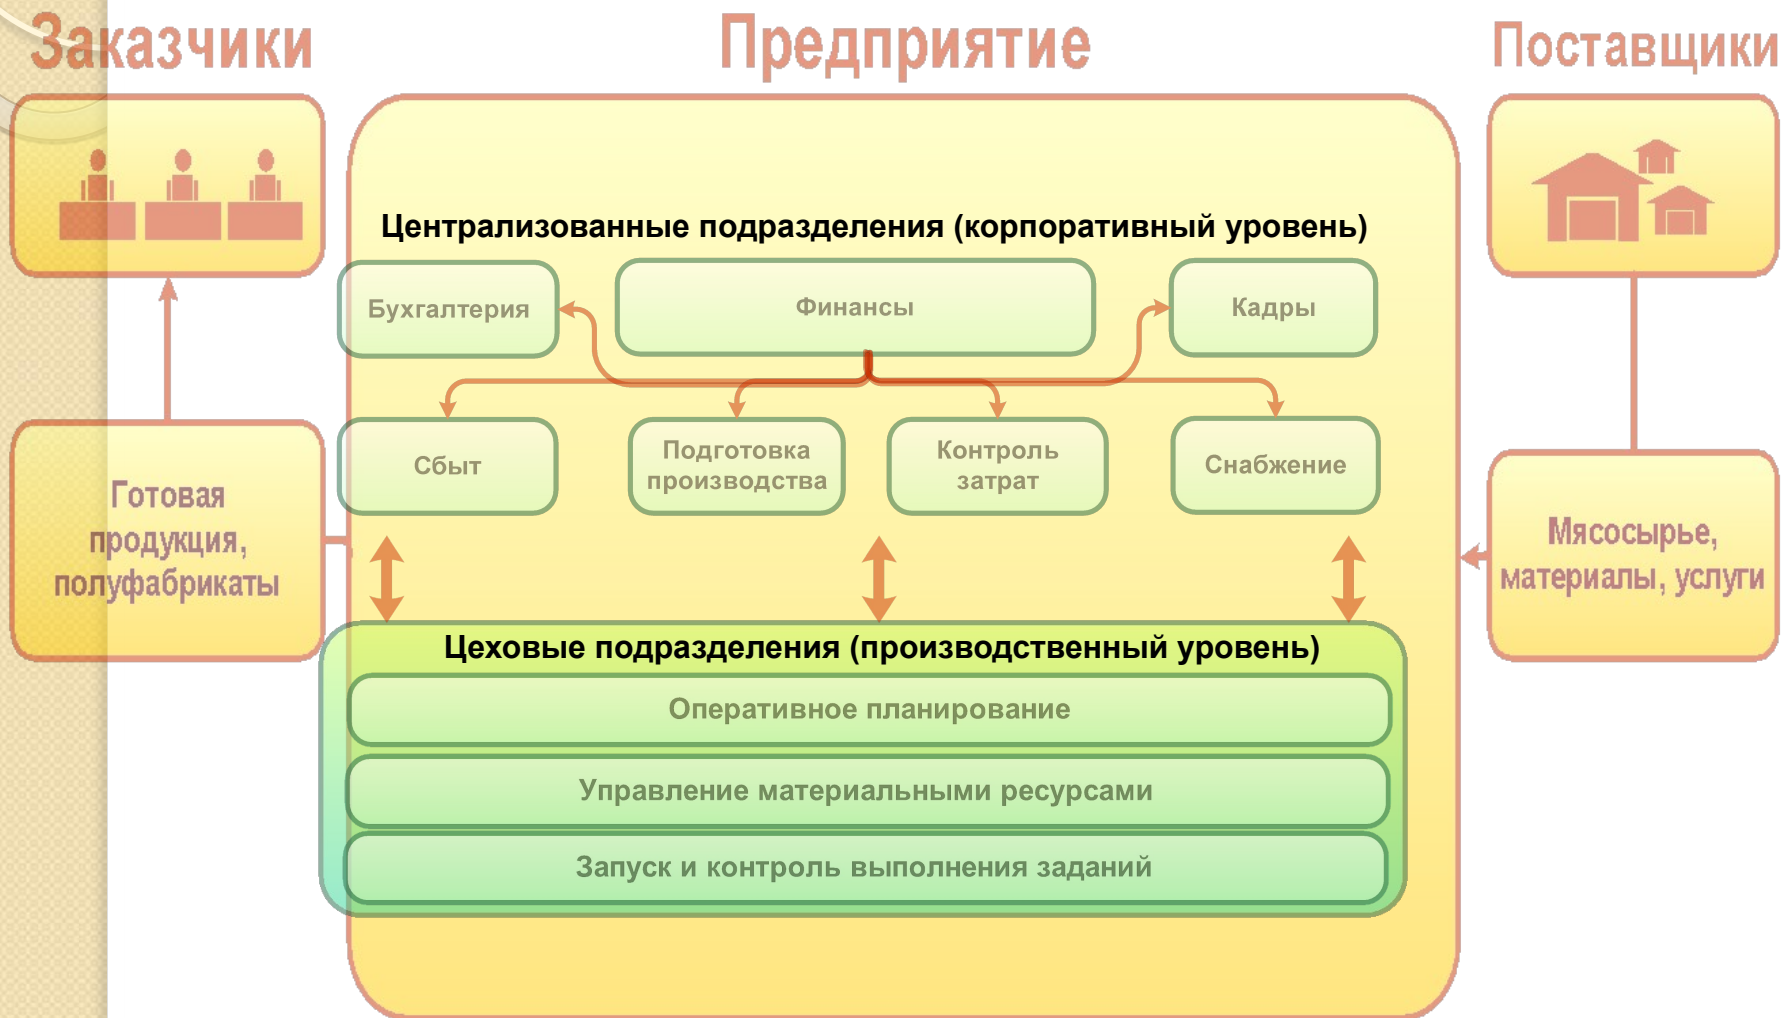 Заказчики
Предприятие
Поставщики
Централизованные подразделения (корпоративный уровень)
Бухгалтерия
Финансы
Кадры
Сбыт
Подготовка
производства
Контроль
затрат
Снабжение
Готовая
продукция,
полуфабрикаты
Мясосырье,
материалы, услуги
Цеховые подразделения (производственный уровень)
Оперативное планирование
Управление материальными ресурсами
Запуск и контроль выполнения заданий